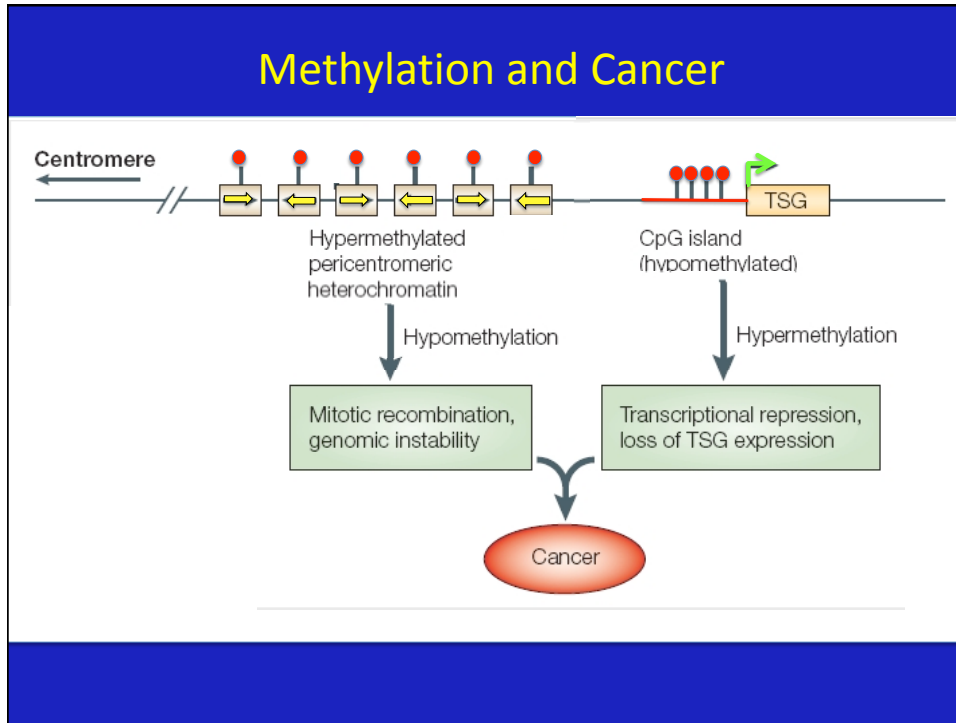 Methylation and Cancer
Centromere
TSG
Hypermethylated
pericentromeric
heterochromatin
CpG island
(hypomethylated)
Hypomethylation
Hypermethylation
Mitotic recombination,
genomic instability
Transcriptional repression,
loss of TSG expression
Cancer